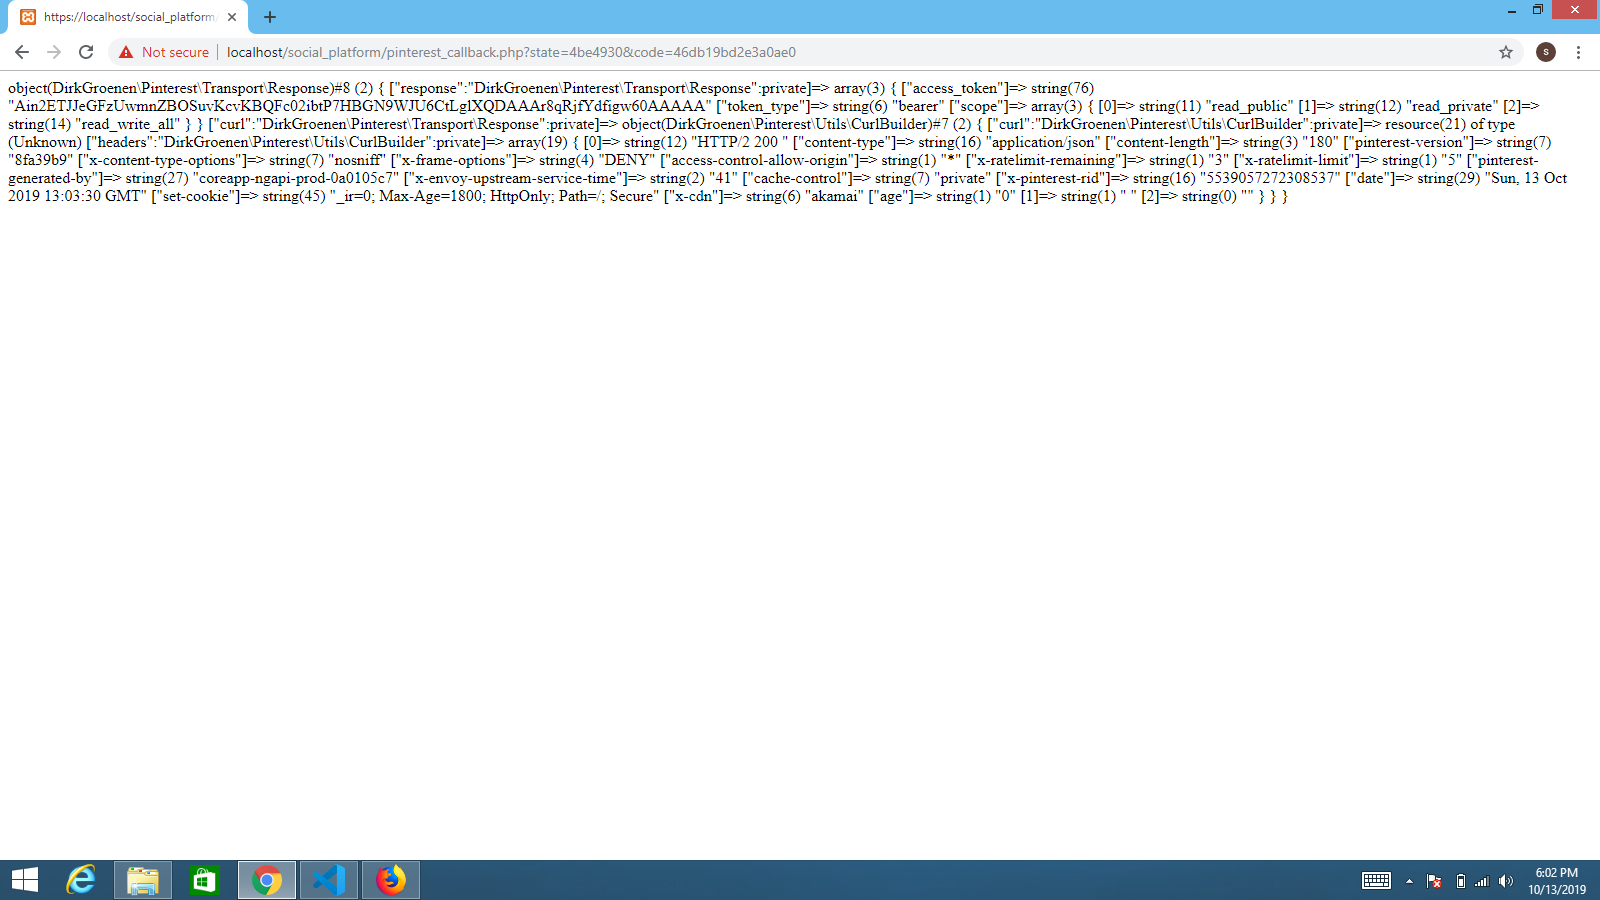 https://localhost/social_platform/
Not secure
localhost/social_platform/pinterest_callback.php?state=4be4930&code=46db19bd2e3a0ae0
s
object(DirkGroenen\Pinterest\Transport\Response)#8 (2) { ["response":"DirkGroenen\Pinterest\Transport\Response":private]=> array(3) { ["access_token"]=> string(76)
"Ain2ETJJeGFzUwmnZBOSuvKcvKBQFc02ibtP7HBGN9WJU6CtLglXQDAAAr8qRjfYdfigw60AAAAA" ["token_type"]=> string(6) "bearer" ["scope"]=> array(3) { [0]=> string(11) "read_public" [1]=> string(12) "read_private" [2]=>
string(14) "read_write_all" } } ["curl":"DirkGroenen\Pinterest\Transport\Response":private]=> object(DirkGroenen\Pinterest\Utils\CurlBuilder)#7 (2) { ["curl":"DirkGroenen\Pinterest\Utils\CurlBuilder":private]=> resource(21) of type
(Unknown) ["headers":"DirkGroenen\Pinterest\Utils\CurlBuilder":private]=> array(19) { [0]=> string(12) "HTTP/2 200 " ["content-type"]=> string(16) "application/json" ["content-length"]=> string(3) "180" ["pinterest-version"]=> string(7)
"8fa39b9" ["x-content-type-options"]=> string(7) "nosniff" ["x-frame-options"]=> string(4) "DENY" ["access-control-allow-origin"]=> string(1) "*" ["x-ratelimit-remaining"]=> string(1) "3" ["x-ratelimit-limit"]=> string(1) "5" ["pinterest-
generated-by"]=> string(27) "coreapp-ngapi-prod-0a0105c7" ["x-envoy-upstream-service-time"]=> string(2) "41" ["cache-control"]=> string(7) "private" ["x-pinterest-rid"]=> string(16) "5539057272308537" ["date"]=> string(29) "Sun, 13 Oct
2019 13:03:30 GMT" ["set-cookie"]=> string(45) "_ir=0; Max-Age=1800; HttpOnly; Path=/; Secure" ["x-cdn"]=> string(6) "akamai" ["age"]=> string(1) "0" [1]=> string(1) " " [2]=> string(0) "" } } }
6:02 PM
10/13/2019